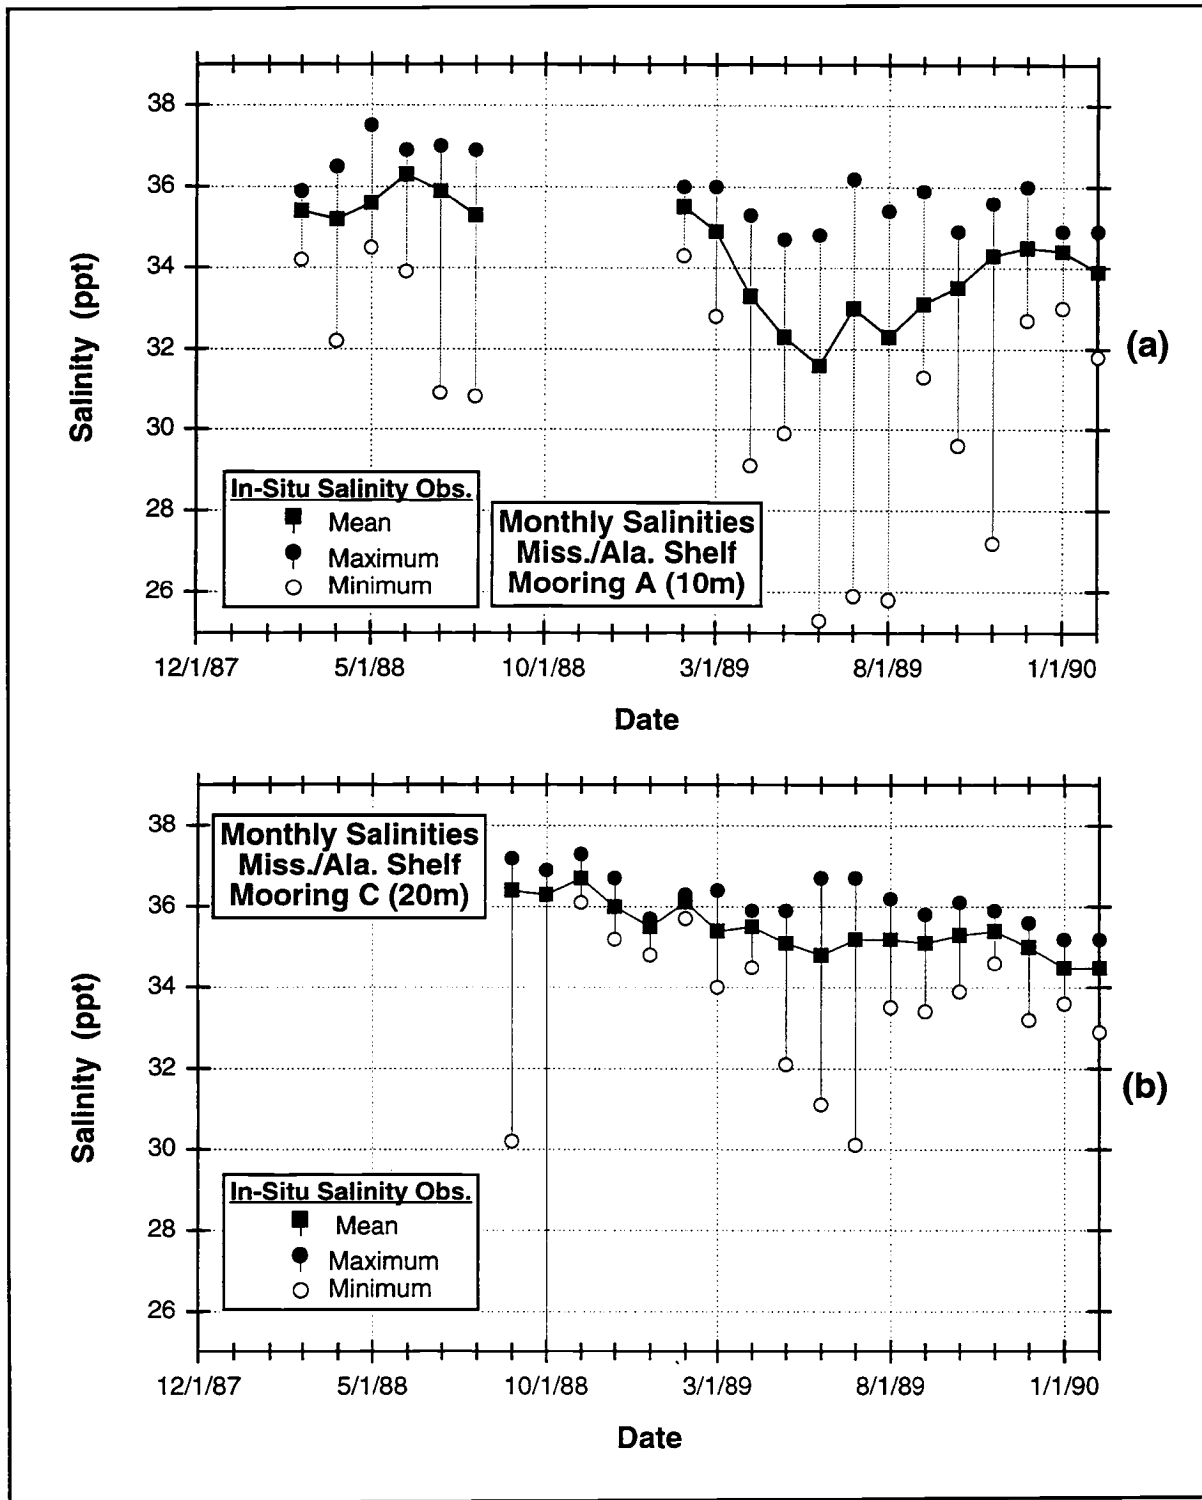 38
36
34
32
30
28
26
Salinity (ppt)
(a)
In-Situ Salinity Obs.
Mean
Maximum
Minimum
Monthly Salinities
Miss./Ala. Shelf
Mooring A (10m)
12/1/87 5/1/88 10/1/88 3/1/89 8/1/89 1/1/90
Date
Monthly Salinities
Miss./Ala. Shelf
Mooring C (20m)
38
36
34
32
30
28
26
Salinity (ppt)
(b)
In-Situ Salinity Obs.
Mean
Maximum
Minimum
12/1/87 5/1/88 10/1/88 3/1/89 8/1/89 1/1/90
Date